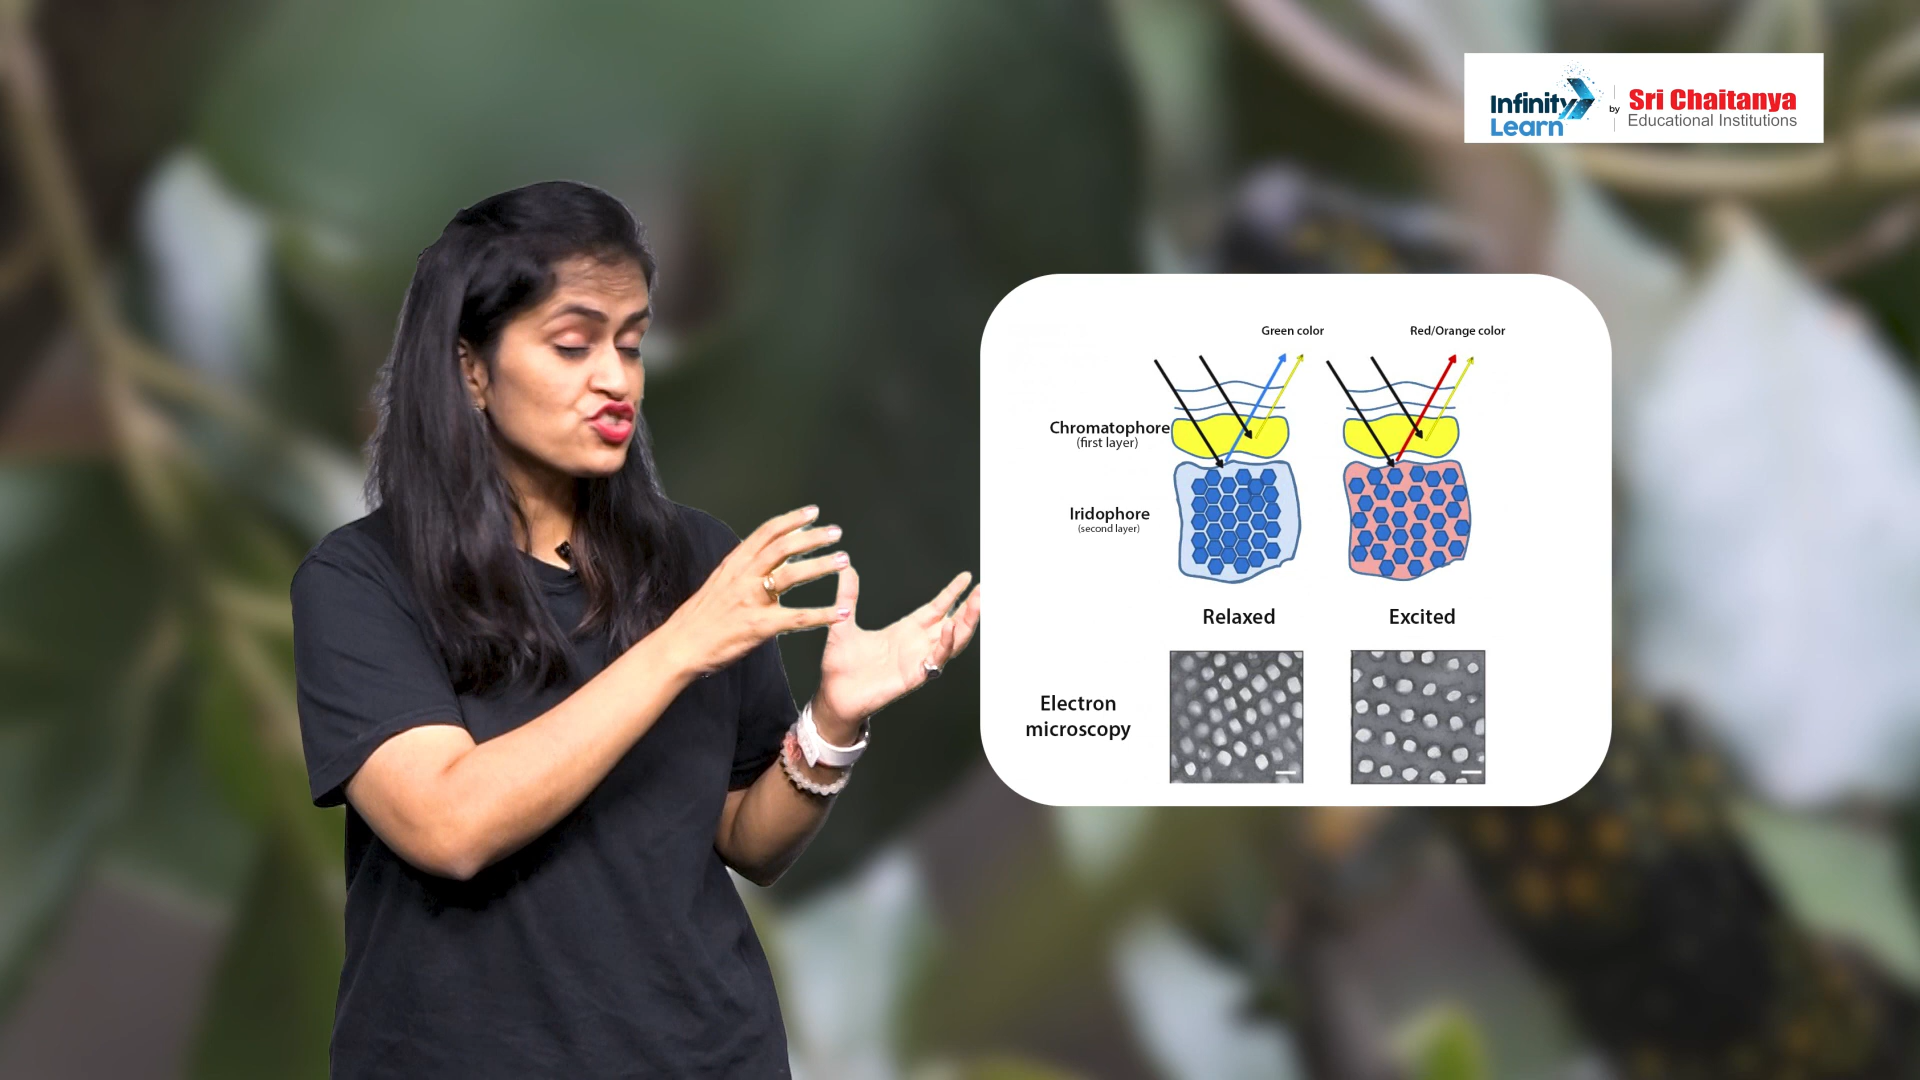 Infinity
Learn
by
Sri Chaitanya
Educational Institutions
Green color
Red/Orange color
Chromatophore
(first layer)
Iridophore
(second layer)
Relaxed
Excited
Electron
microscopy